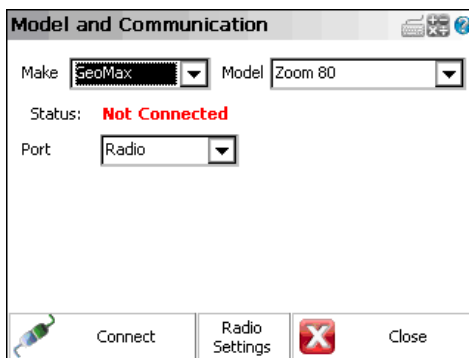 Model and Communication
Make GeoMax Model Zoom 80
Status: Not Connected
Port Radio
Connect Radio Settings Close